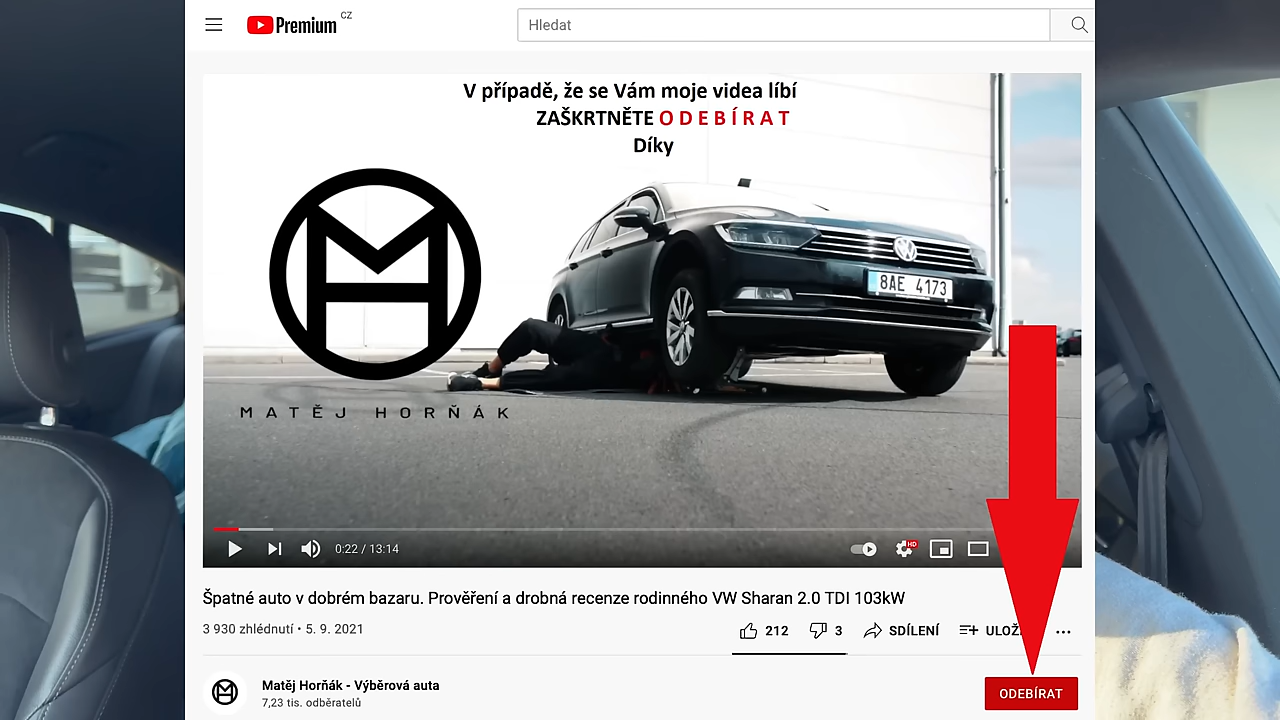 Premium CZ
Hledat
V případě, že se Vám moje videa líbí
ZAŠKRTNĚTE ODEBÍRAT
Díky
8AE 4173
MATĚJ HORŇÁK
0:22 / 13:14
HD
Špatné auto v dobrém bazaru. Prověření a drobná recenze rodinného VW Sharan 2.0 TDI 103kW
3 930 zhlédnutí • 5. 9. 2021
212
3
SDÍLENÍ
Matěj Horňák - Výběrová auta
7,23 tis. odběratelů
ODEBÍRAT